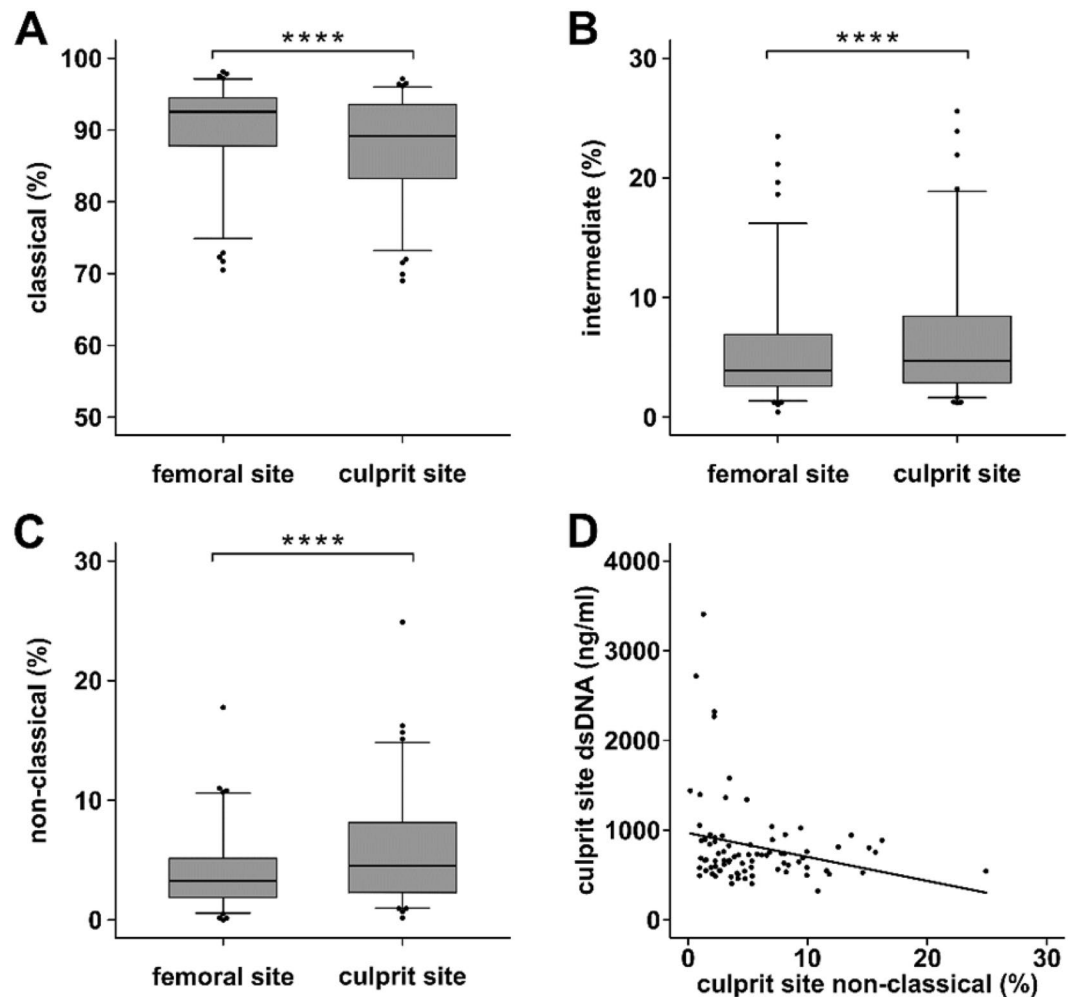 A
****
classical (%)
100
90
80
70
60
50
femoral site
culprit site
B
****
intermediate (%)
30
20
10
0
femoral site
culprit site
C
****
non-classical (%)
30
20
10
0
femoral site
culprit site
D
culprit site dsDNA (ng/ml)
4000
3000
2000
1000
0
0
10
20
30
culprit site non-classical (%)